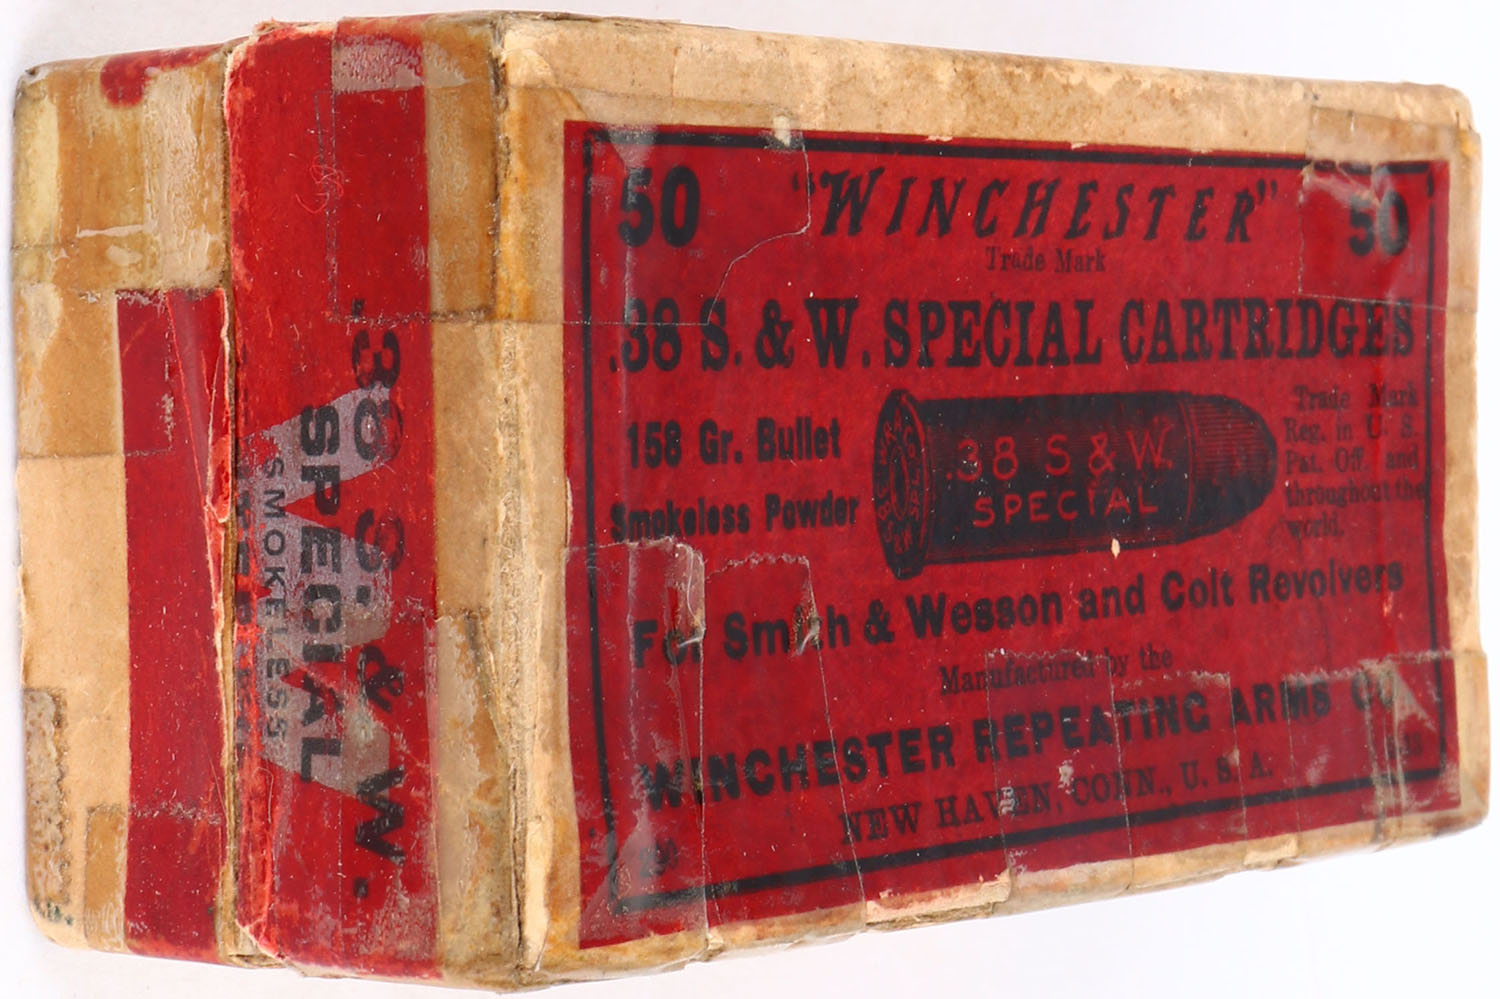 50 "WINCHESTER" 50
Trade Mark
.38 S. & W. SPECIAL CARTRIDGES
158 Gr. Bullet
Smokeless Powder
.38 S & W.
SPECIAL
Trade Mark
Reg. in U. S.
Pat. Off. and
throughout the
world.
For Smith & Wesson and Colt Revolvers
Manufactured by the
WINCHESTER REPEATING ARMS CO
NEW HAVEN, CONN., U. S. A.
.38 S. & W.
SPECIAL
SMOKELESS
W